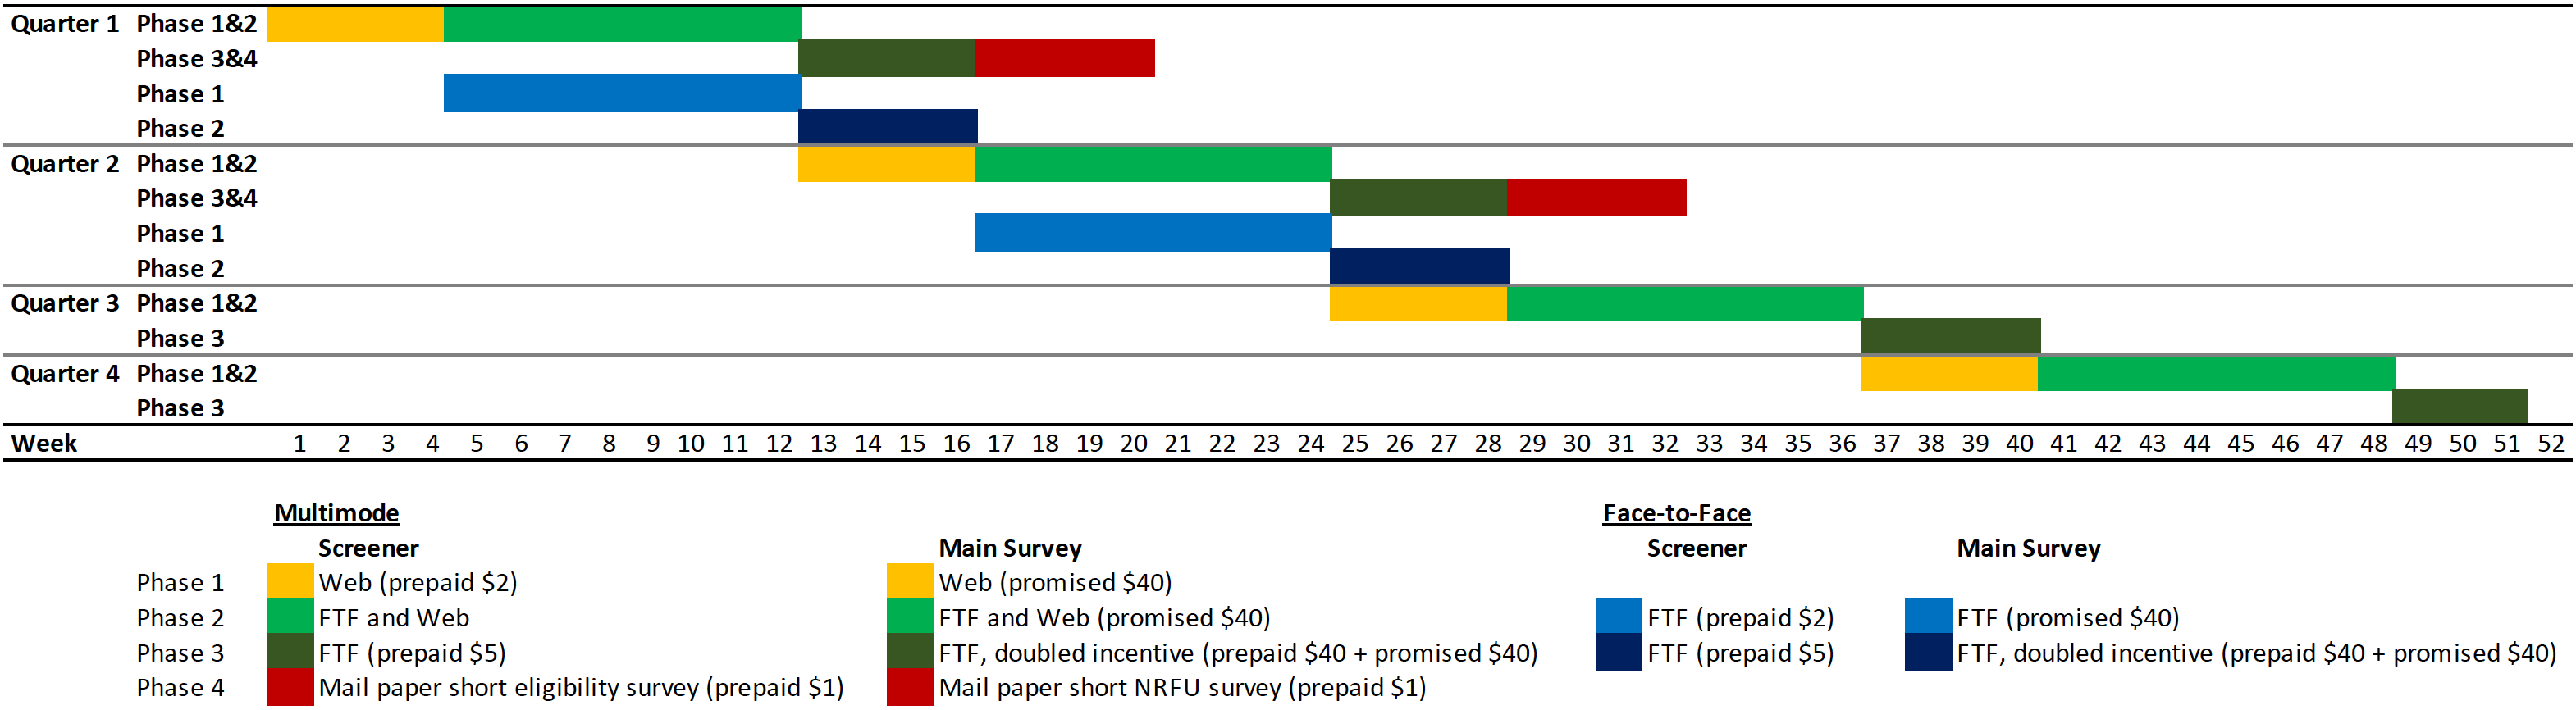 Quarter 1 Phase 1&2
Phase 3&4
Phase 1
Phase 2
Quarter 2 Phase 1&2
Phase 3&4
Phase 1
Phase 2
Quarter 3 Phase 1&2
Phase 3
Quarter 4 Phase 1&2
Phase 3
Week 1 2 3 4 5 6 7 8 9 10 11 12 13 14 15 16 17 18 19 20 21 22 23 24 25 26 27 28 29 30 31 32 33 34 35 36 37 38 39 40 41 42 43 44 45 46 47 48 49 50 51 52
Multimode Face-to-Face
Screener Main Survey Screener Main Survey
Phase 1 Web (prepaid $2) Web (promised $40)
Phase 2 FTF and Web FTF and Web (promised $40) FTF (prepaid $2) FTF (promised $40)
Phase 3 FTF (prepaid $5) FTF, doubled incentive (prepaid $40 + promised $40) FTF (prepaid $5) FTF, doubled incentive (prepaid $40 + promised $40)
Phase 4 Mail paper short eligibility survey (prepaid $1) Mail paper short NRFU survey (prepaid $1)